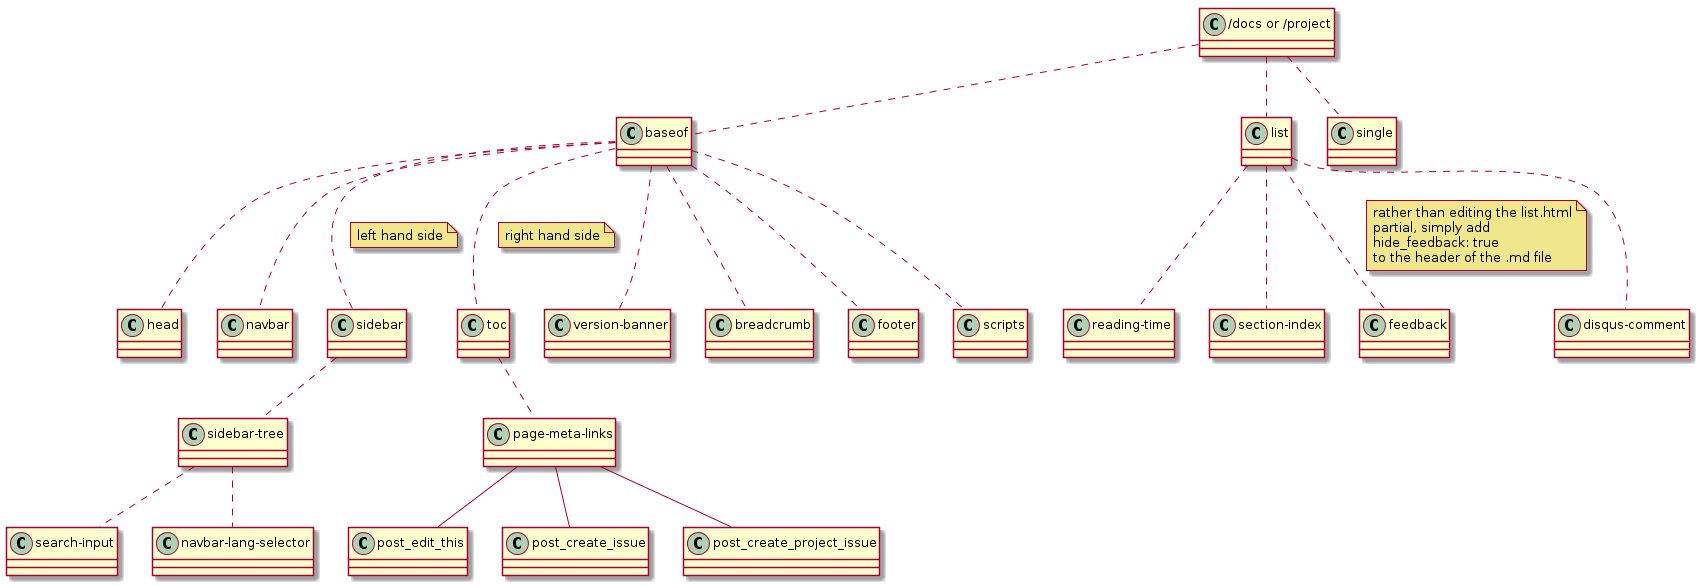 C /docs or /project
C baseof
C list
C single
left hand side
right hand side
rather than editing the list.html
partial, simply add
hide_feedback: true
to the header of the .md file
C head
C navbar
C sidebar
C toc
C version-banner
C breadcrumb
C footer
C scripts
C reading-time
C section-index
C feedback
C disqus-comment
C sidebar-tree
C page-meta-links
C search-input
C navbar-lang-selector
C post_edit_this
C post_create_issue
C post_create_project_issue